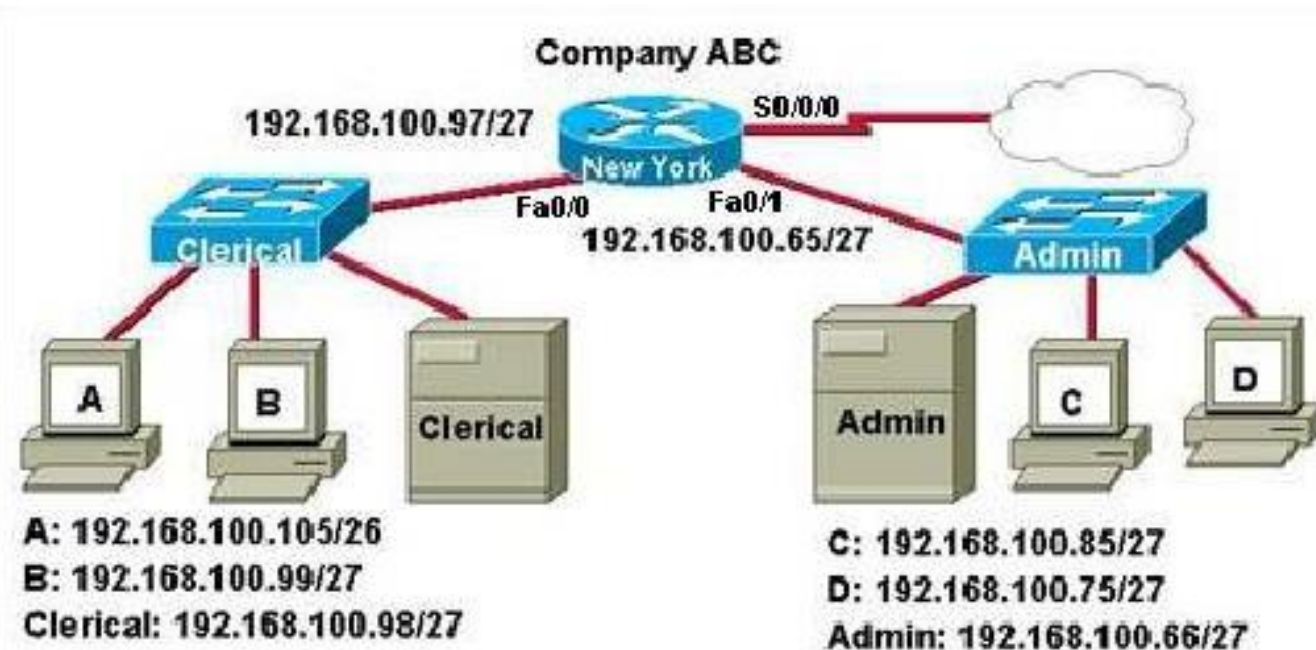 Company ABC
S0/0/0
192.168.100.97/27
New York
Fa0/0
Fa0/1
192.168.100.65/27
Clerical
Admin
A
B
Clerical
Admin
C
D
A: 192.168.100.105/26
B: 192.168.100.99/27
Clerical: 192.168.100.98/27
C: 192.168.100.85/27
D: 192.168.100.75/27
Admin: 192.168.100.66/27